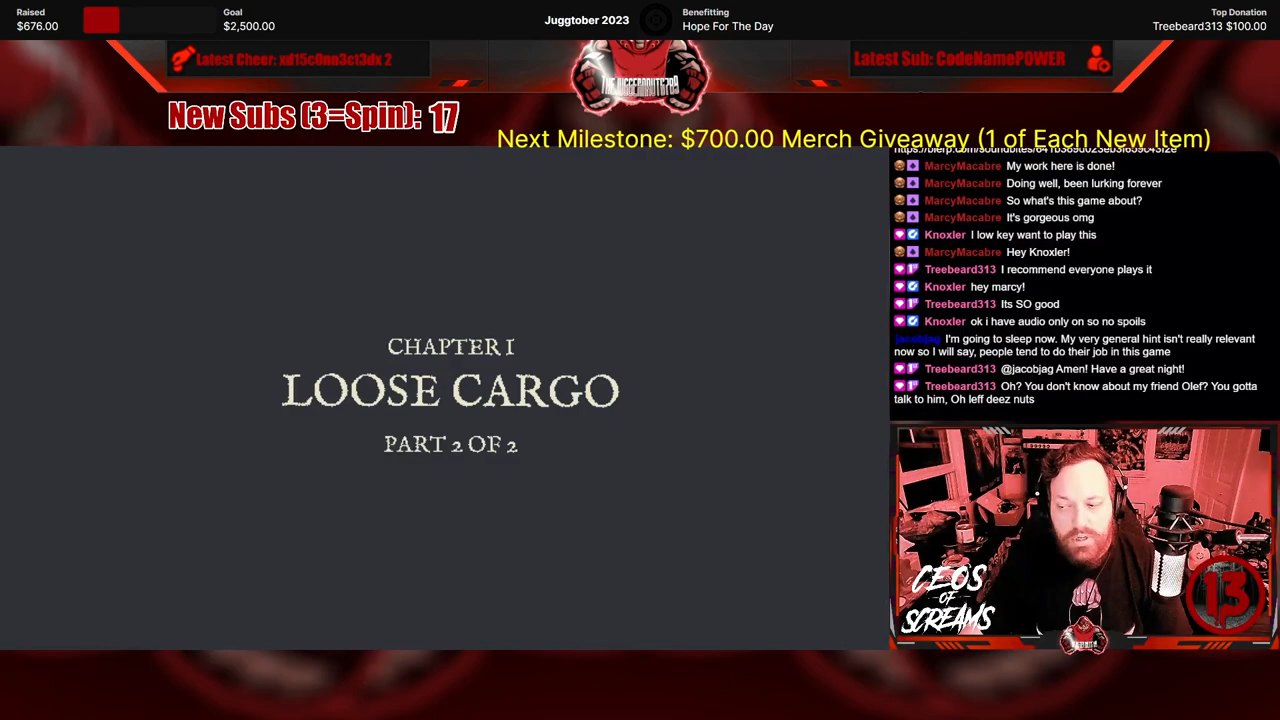 Raised
$676.00
Goal
$2,500.00
Juggtober 2023
Benefitting
Hope For The Day
Top Donation
Treebeard313 $100.00
Latest Cheer: xd15c0nn3ct3dx 2
THEJUGGERNAUT6789
Latest Sub: CodeNamePOWER
New Subs (3=Spin): 17
Next Milestone: $700.00 Merch Giveaway (1 of Each New Item)
MarcyMacabre My work here is done!
MarcyMacabre Doing well, been lurking forever
MarcyMacabre So what's this game about?
MarcyMacabre It's gorgeous omg
Knoxler I low key want to play this
MarcyMacabre Hey Knoxler!
Treebeard313 I recommend everyone plays it
Knoxler hey marcy!
Treebeard313 Its SO good
Knoxler ok i have audio only on so no spoils
jacobjag I'm going to sleep now. My very general hint isn't really relevant
now so I will say, people tend to do their job in this game
Treebeard313 @jacobjag Amen! Have a great night!
Treebeard313 Oh? You don't know about my friend Olef? You gotta
talk to him, Oh leff deez nuts
CHAPTER I
LOOSE CARGO
PART 2 OF 2
CEOS
OF
SCREAMS
13